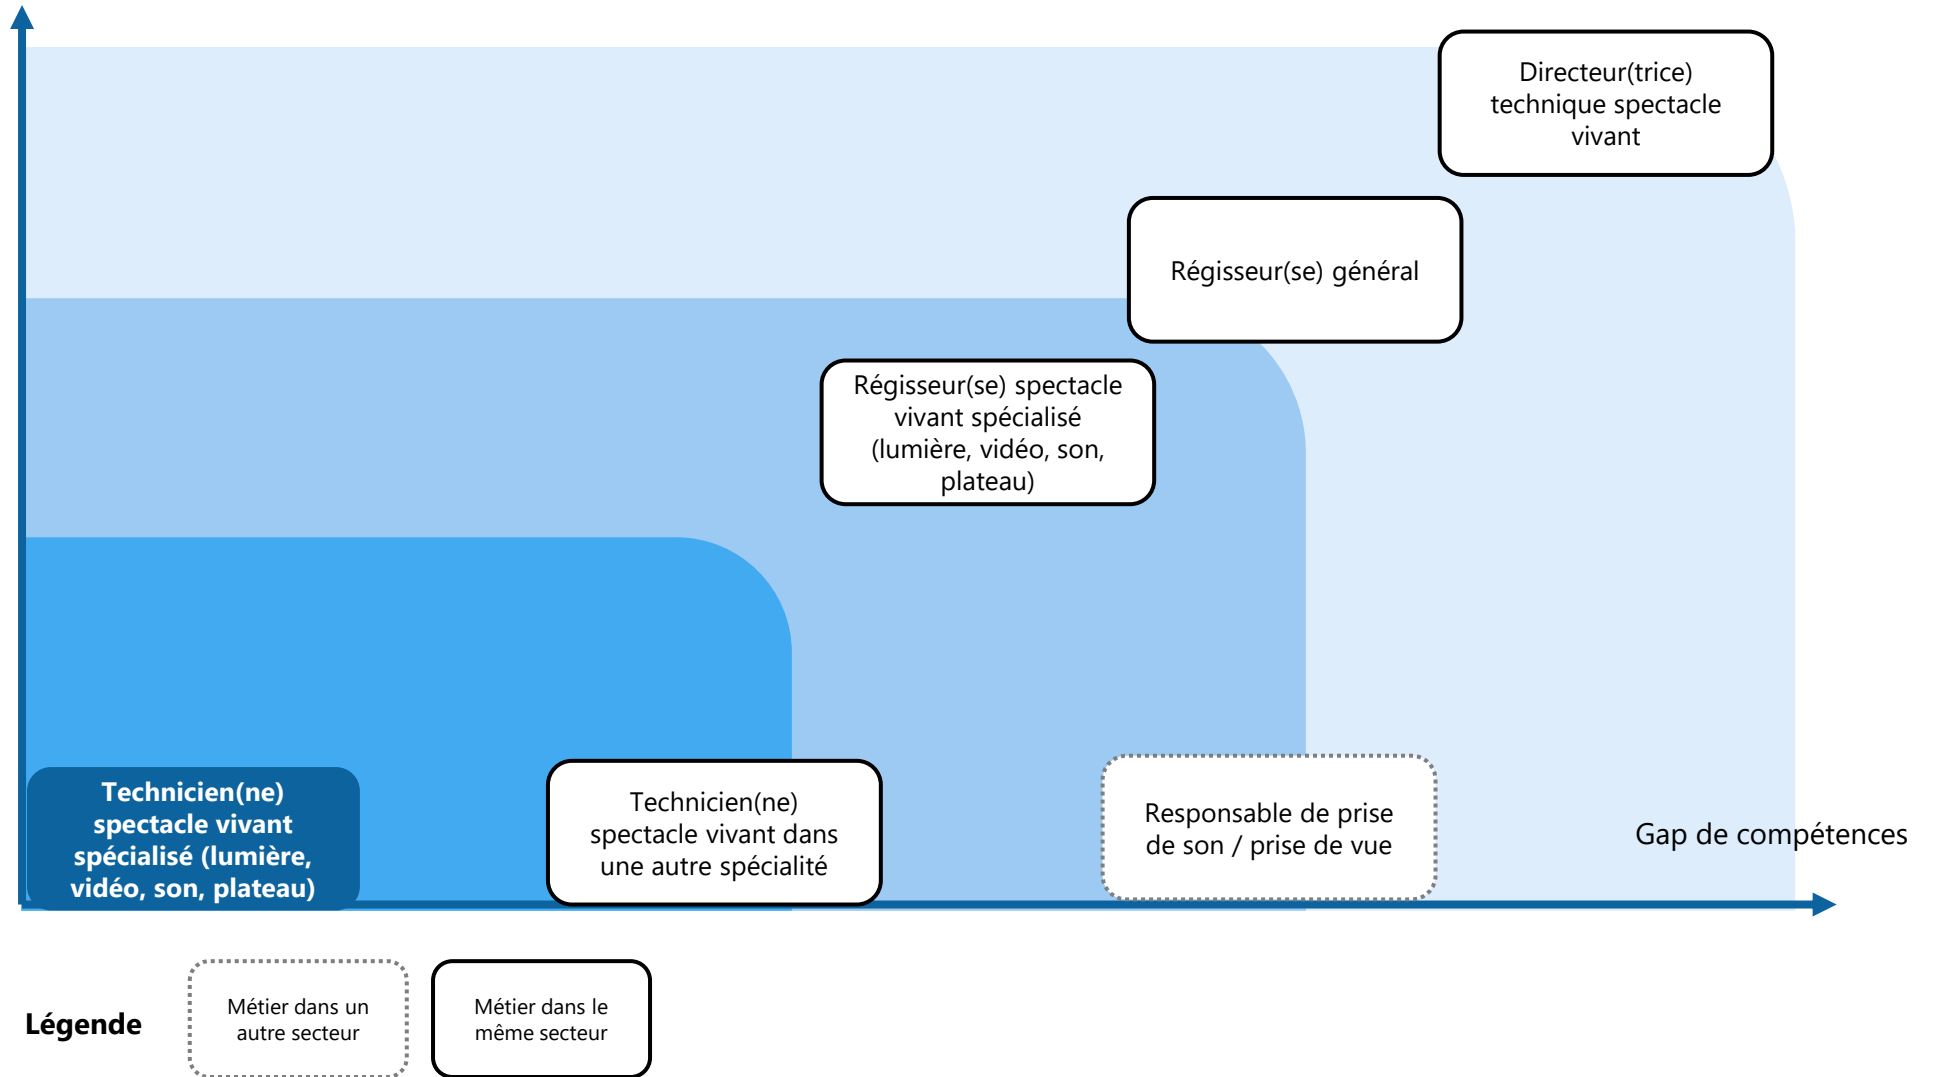 Directeur(trice)
technique spectacle
vivant
Régisseur(se) général
Régisseur(se) spectacle
vivant spécialisé
(lumière, vidéo, son,
plateau)
Technicien(ne)
spectacle vivant
spécialisé (lumière,
vidéo, son, plateau)
Technicien(ne)
spectacle vivant dans
une autre spécialité
Responsable de prise
de son / prise de vue
Gap de compétences
Légende
Métier dans un
autre secteur
Métier dans le
même secteur